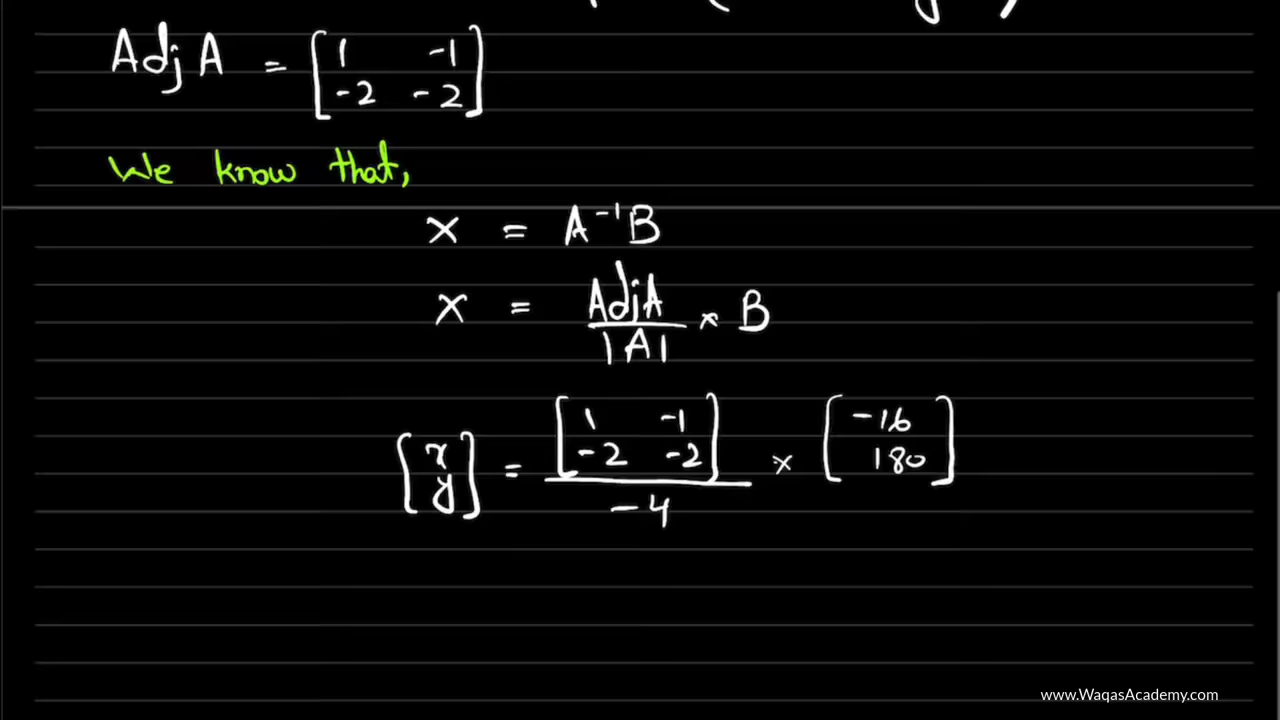 Adj A = [1 -1
-2 -2]
We know that,
X = A⁻¹B
X = AdjA / |A| × B
[x y] = [1 -1
-2 -2] / -4 × [-16
180]
www.WaqasAcademy.com